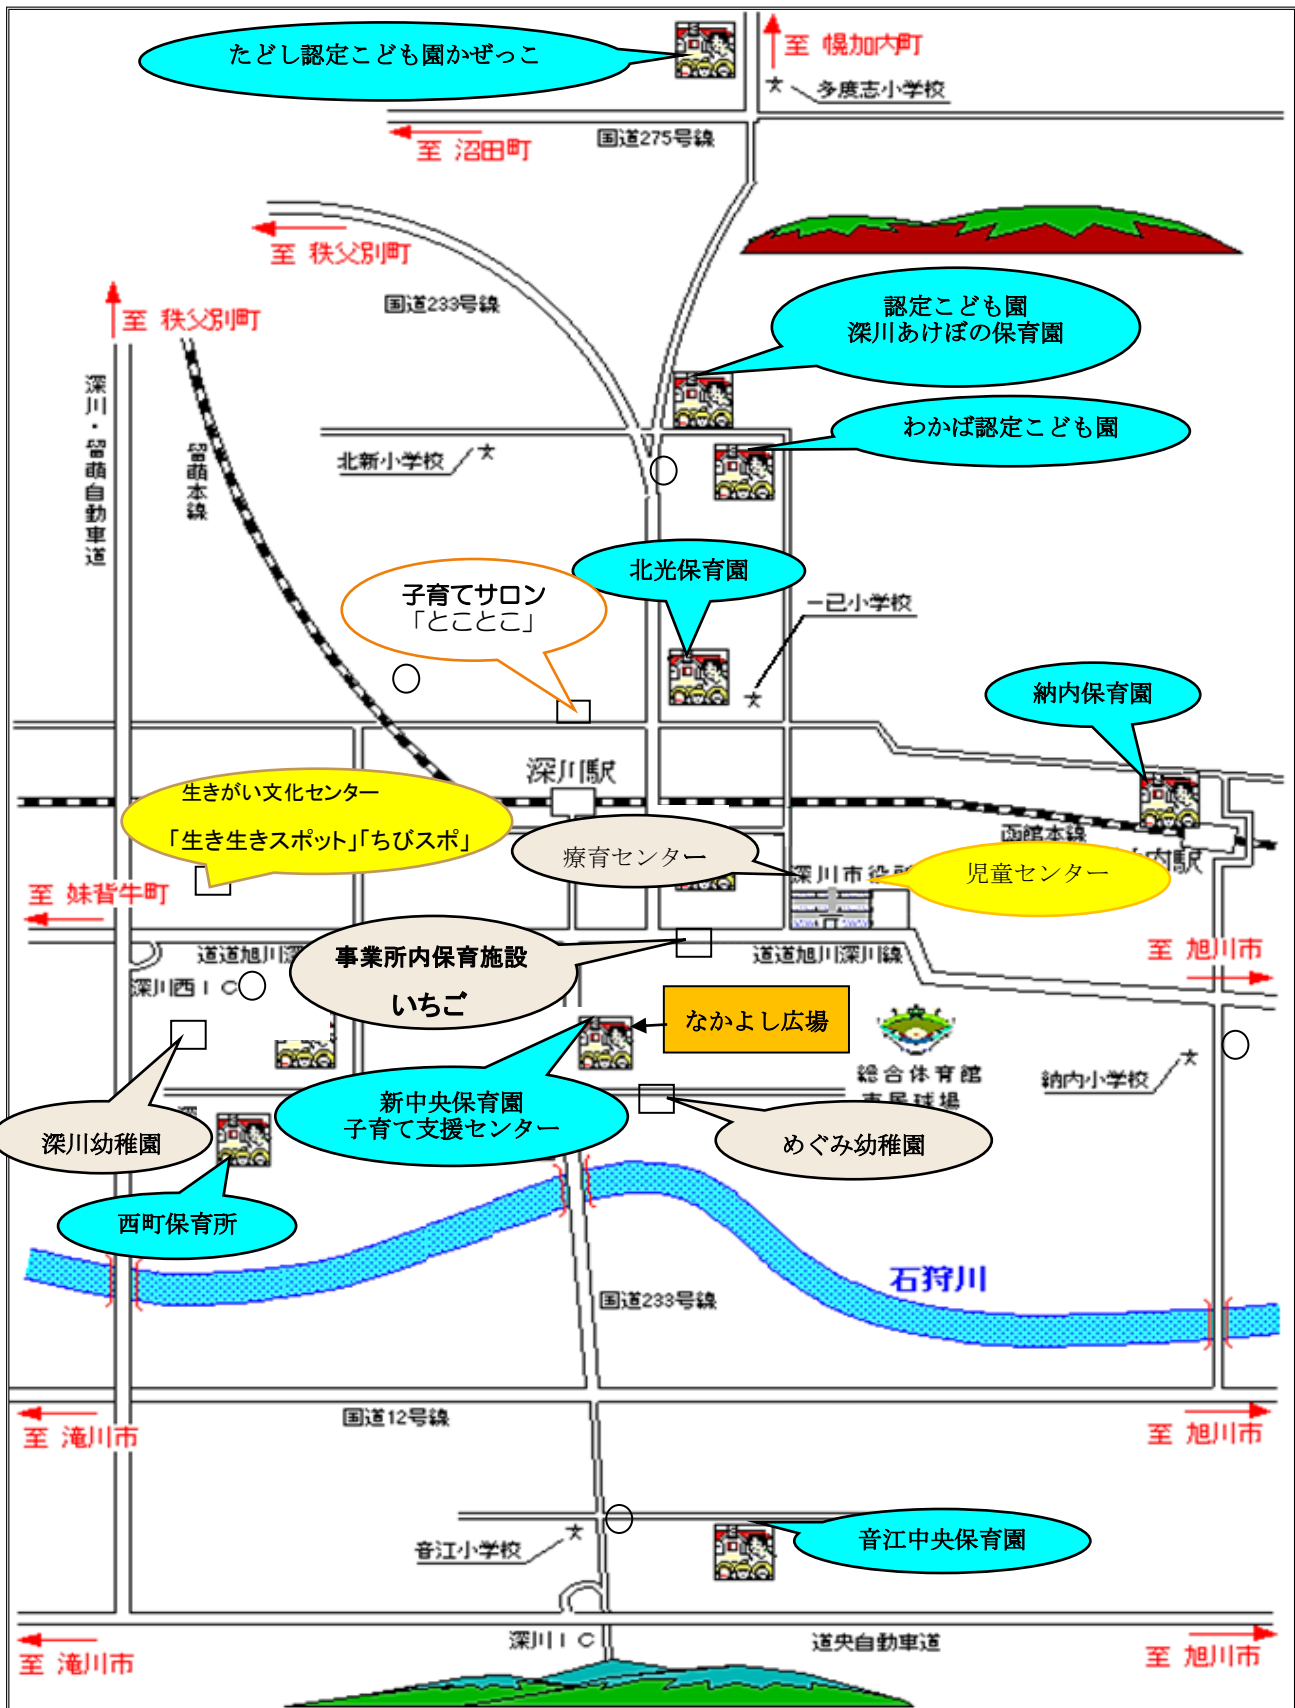 たどし認定こども園かぜっこ
至 幌加内町
多度志小学校
国道275号線
至 沼田町
至 秩父別町
国道233号線
至 秩父別町
認定こども園
深川あけぼの保育園
深川・留萌自動車道
留萌本線
わかば認定こども園
北新小学校
北光保育園
子育てサロン
「とことこ」
一已小学校
納内保育園
深川駅
生きがい文化センター
「生き生きスポット」「ちびスポ」
函館本線
内駅
療育センター
深川市役
児童センター
至 妹背牛町
事業所内保育施設
いちご
道道旭川深
道道旭川深川線
至 旭川市
深川西IC
なかよし広場
総合体育館
市民球場
納内小学校
深
新中央保育園
子育て支援センター
深川幼稚園
めぐみ幼稚園
西町保育所
石狩川
国道233号線
国道12号線
至 滝川市
至 旭川市
音江小学校
音江中央保育園
深川IC
道央自動車道
至 滝川市
至 旭川市